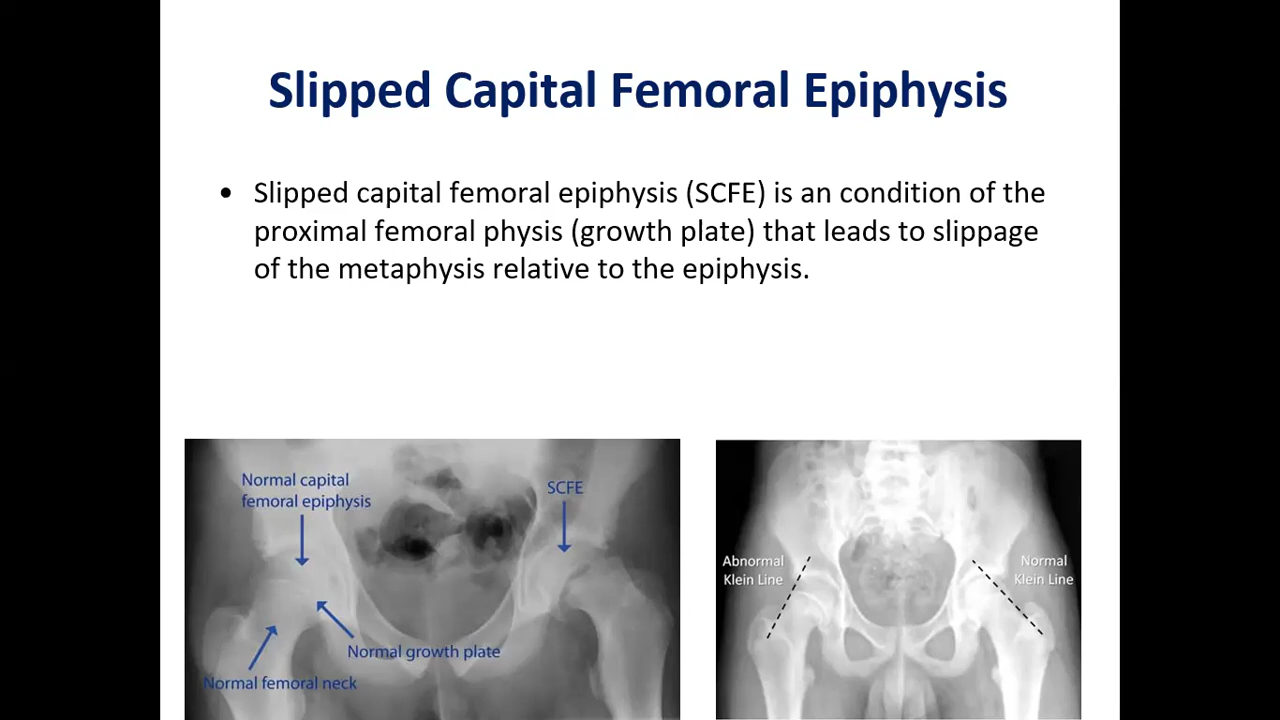 Slipped Capital Femoral Epiphysis
• Slipped capital femoral epiphysis (SCFE) is an condition of the
proximal femoral physis (growth plate) that leads to slippage
of the metaphysis relative to the epiphysis.
Normal capital
femoral epiphysis
SCFE
Normal growth plate
Normal femoral neck
Abnormal
Klein Line
Normal
Klein Line